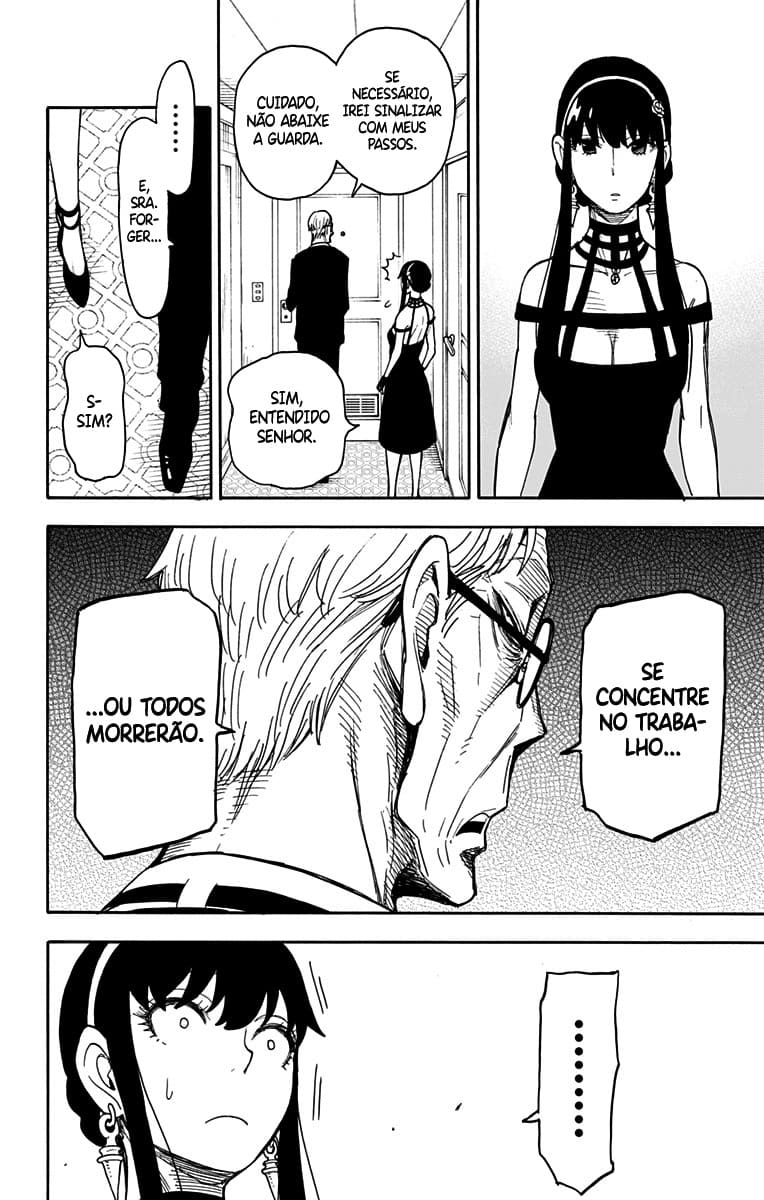 SE
NECESSÁRIO,
IREI SINALIZAR
COM MEUS
PASSOS.
CUIDADO,
NÃO ABAIXE
A GUARDA.
SIM,
ENTENDIDO
SENHOR.
......
E,
SRA.
FOR-
GER...
S-
SIM?
SE
CONCENTRE
NO TRABA-
LHO...
...OU TODOS
MORRERÃO.
.........